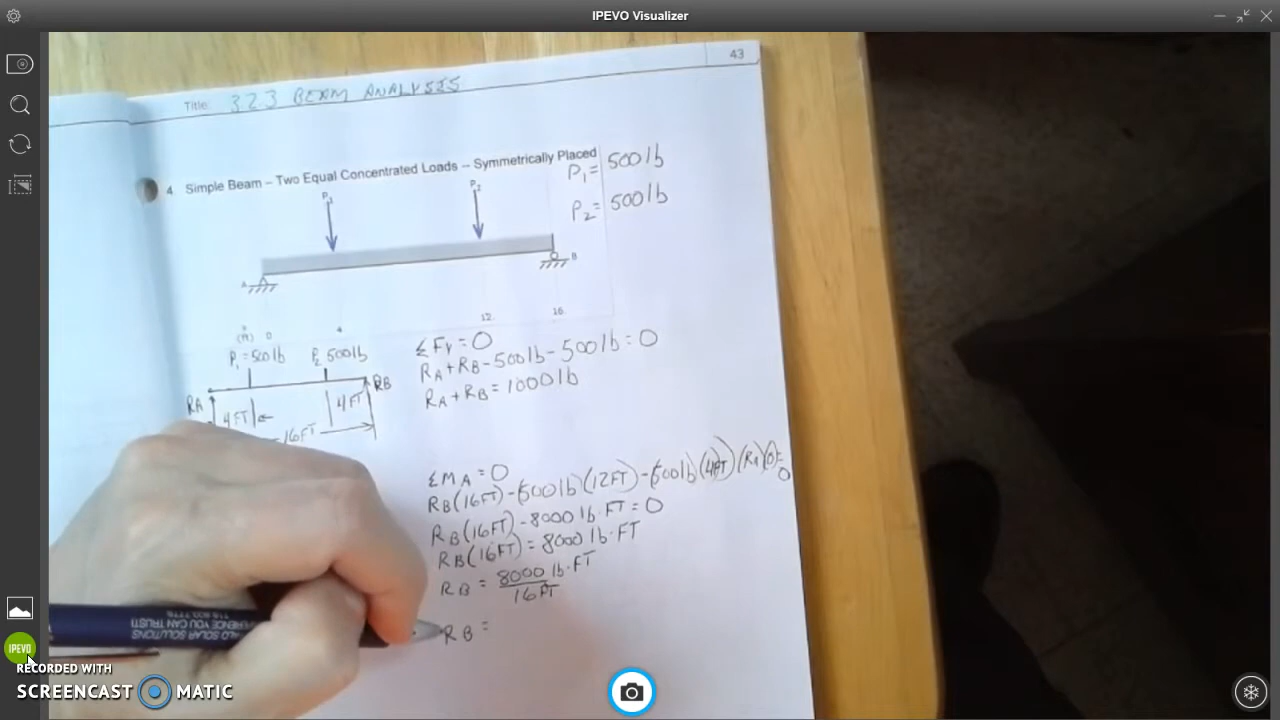 IPEVO Visualizer
43
Title: 323 BEAM ANALYSIS
4 Simple Beam – Two Equal Concentrated Loads – Symmetrically Placed
P1 = 500 lb
P2 = 500 lb
P1
P2
A
B
12
16
(ft) 0
4
P1 = 500 lb
P2 500 lb
RA
RB
4FT
4FT
16FT
ΣFY = 0
RA + RB - 500 lb - 500 lb = 0
RA + RB = 1000 lb
ΣMA = 0
RB(16FT) - 500 lb (12FT) - 500 lb (4FT) (RA)(0) = 0
RB(16FT) - 8000 lb·FT = 0
RB(16FT) = 8000 lb·FT
RB = 8000 lb·FT
16FT
RB =
IPEVO
RECORDED WITH
SCREENCAST MATIC